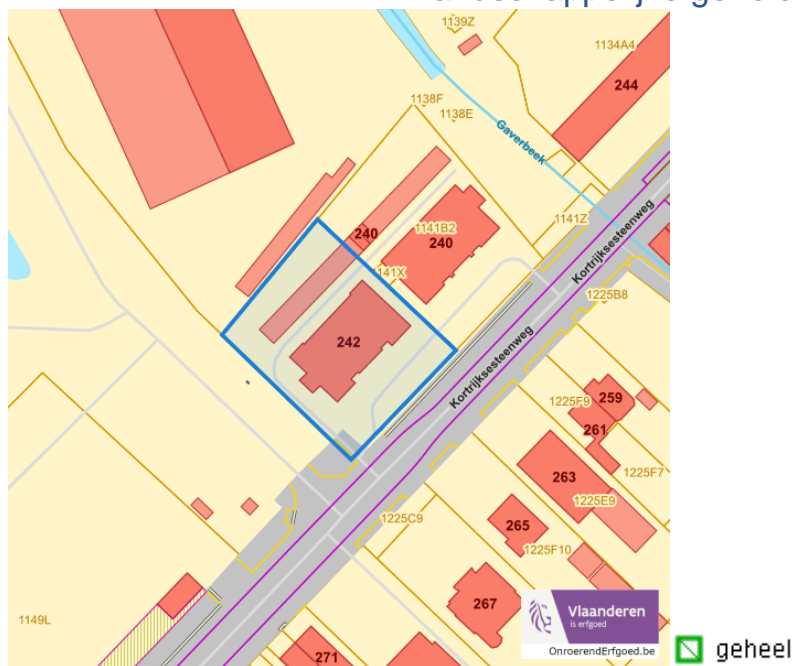 1139Z
1134A4
244
1138F
1138E
Gaverbeek
1141Z
1141B2
240
240
1141X
Kortrijksesteenweg
1225B8
242
Kortrijksesteenweg
1225F9
259
261
1225F7
263
1225E9
1225C9
265
1225F10
267
1149L
271
Vlaanderen
is erfgoed
OnroerendErfgoed.be
geheel